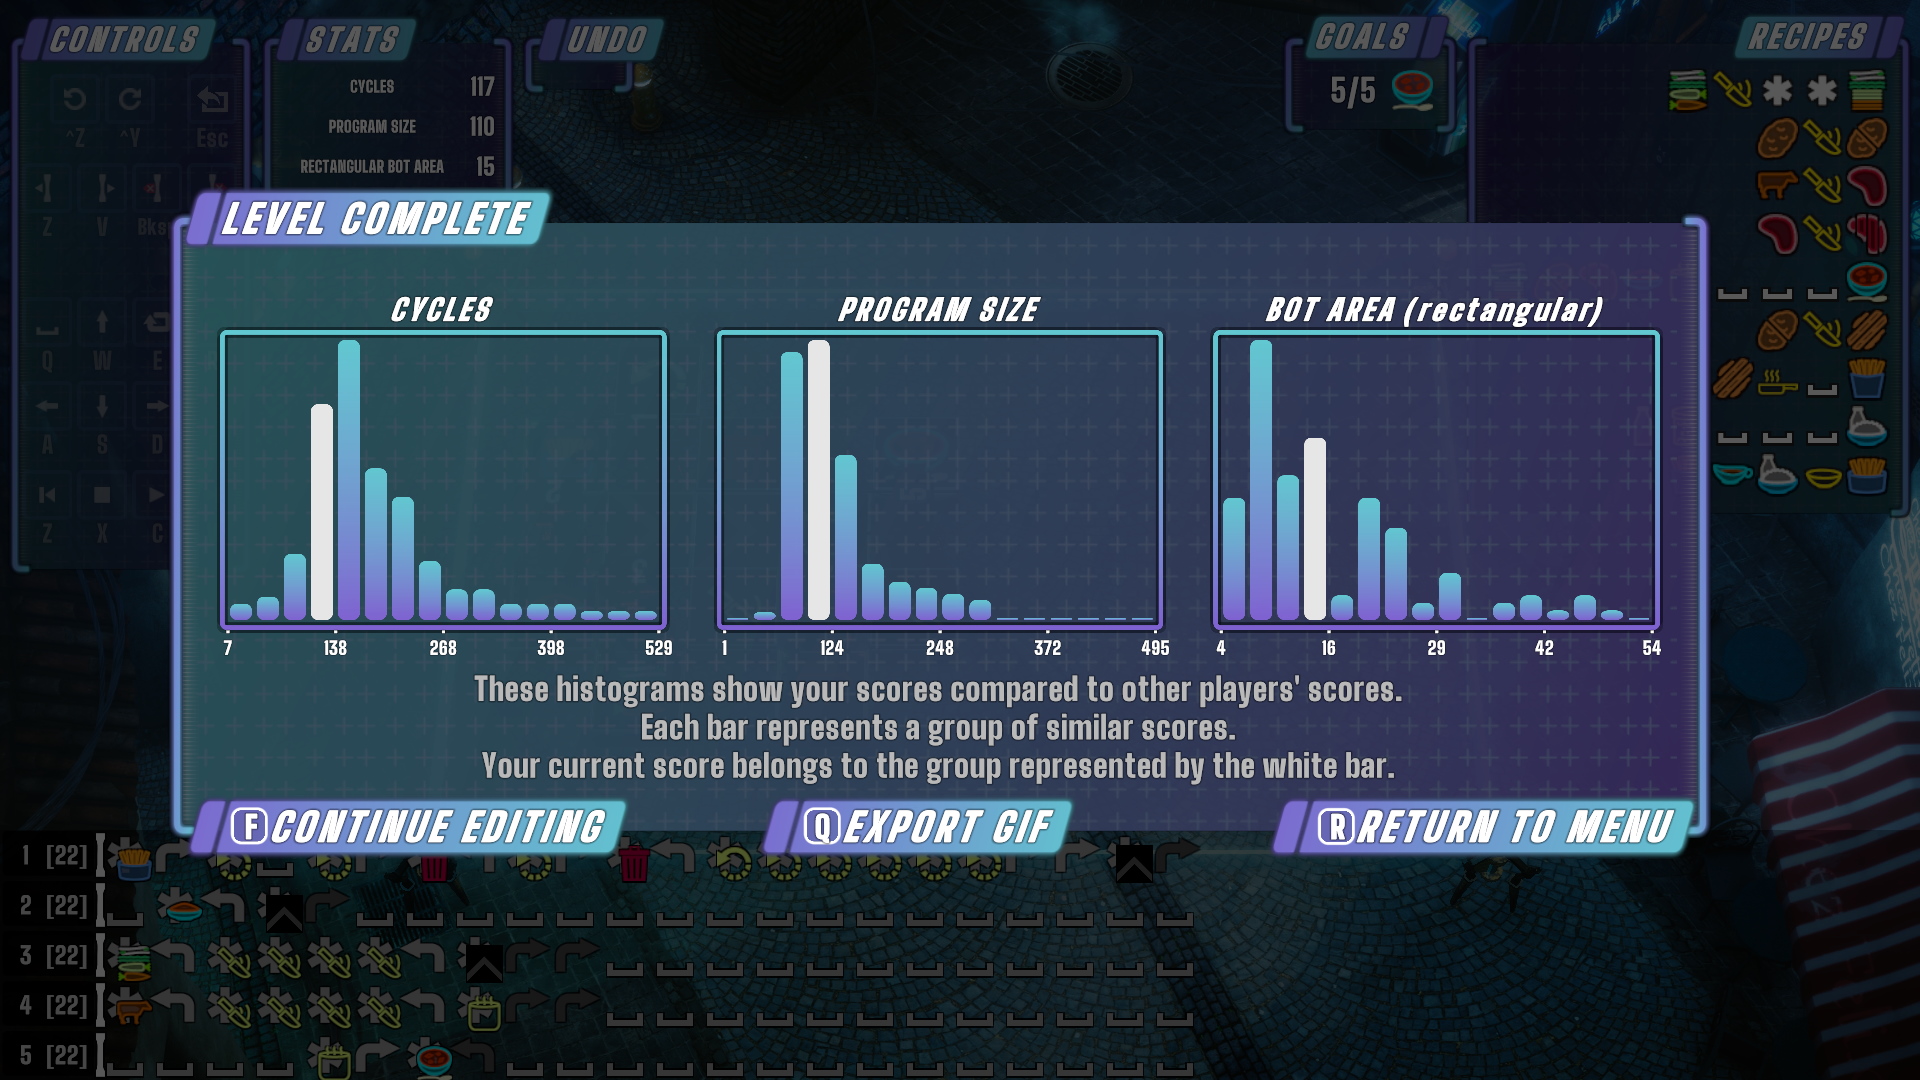 CONTROLS
STATS
UNDO
GOALS
RECIPES
CYCLES 117
PROGRAM SIZE 110
RECTANGULAR BOT AREA 15
5/5
^Z ^Y Esc
Z V Bks
Q W E
A S D
Z X C
LEVEL COMPLETE
CYCLES
PROGRAM SIZE
BOT AREA (rectangular)
7 138 268 398 529
1 124 248 372 495
4 16 29 42 54
These histograms show your scores compared to other players' scores.
Each bar represents a group of similar scores.
Your current score belongs to the group represented by the white bar.
F CONTINUE EDITING
Q EXPORT GIF
R RETURN TO MENU
1 [22]
2 [22]
3 [22]
4 [22]
5 [22]